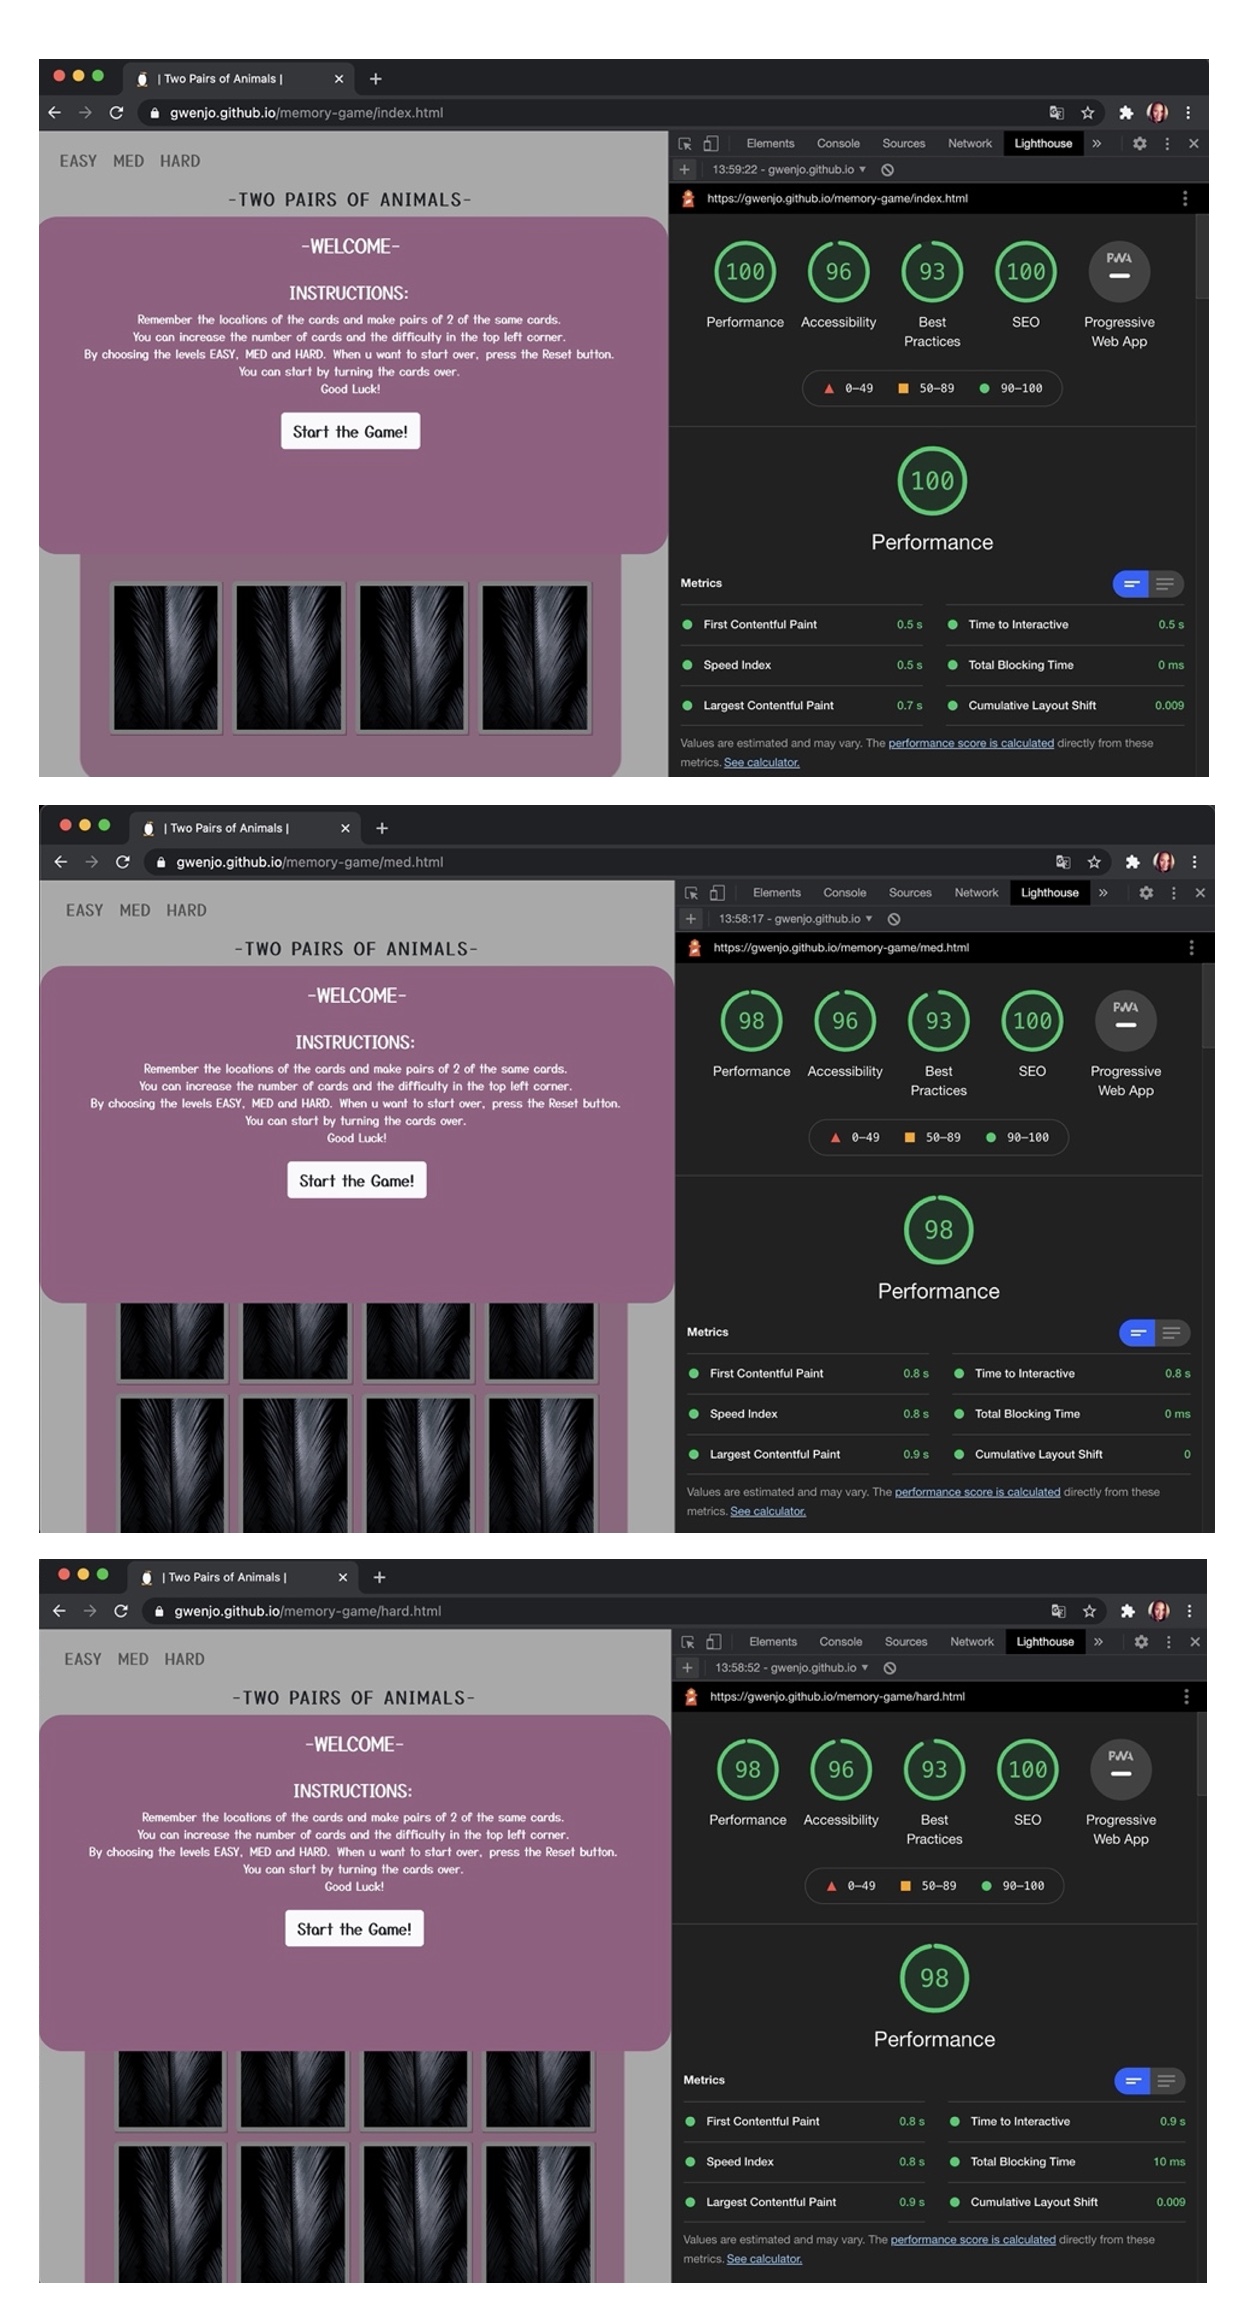 | Two Pairs of Animals |
gwenjo.github.io/memory-game/index.html
EASY MED HARD
-TWO PAIRS OF ANIMALS-
-WELCOME-
INSTRUCTIONS:
Remember the locations of the cards and make pairs of 2 of the same cards.
You can increase the number of cards and the difficulty in the top left corner.
By choosing the levels EASY, MED and HARD. When u want to start over, press the Reset button.
You can start by turning the cards over.
Good Luck!
Start the Game!
Elements Console Sources Network Lighthouse »
13:59:22 - gwenjo.github.io
https://gwenjo.github.io/memory-game/index.html
100 96 93 100 PWA
Performance Accessibility Best Practices SEO Progressive Web App
0–49 50–89 90–100
100
Performance
Metrics
First Contentful Paint 0.5 s Time to Interactive 0.5 s
Speed Index 0.5 s Total Blocking Time 0 ms
Largest Contentful Paint 0.7 s Cumulative Layout Shift 0.009
Values are estimated and may vary. The performance score is calculated directly from these
metrics. See calculator.
| Two Pairs of Animals |
gwenjo.github.io/memory-game/med.html
EASY MED HARD
-TWO PAIRS OF ANIMALS-
-WELCOME-
INSTRUCTIONS:
Remember the locations of the cards and make pairs of 2 of the same cards.
You can increase the number of cards and the difficulty in the top left corner.
By choosing the levels EASY, MED and HARD. When u want to start over, press the Reset button.
You can start by turning the cards over.
Good Luck!
Start the Game!
Elements Console Sources Network Lighthouse »
13:58:17 - gwenjo.github.io
https://gwenjo.github.io/memory-game/med.html
98 96 93 100 PWA
Performance Accessibility Best Practices SEO Progressive Web App
0–49 50–89 90–100
98
Performance
Metrics
First Contentful Paint 0.8 s Time to Interactive 0.8 s
Speed Index 0.8 s Total Blocking Time 0 ms
Largest Contentful Paint 0.9 s Cumulative Layout Shift 0
Values are estimated and may vary. The performance score is calculated directly from these
metrics. See calculator.
| Two Pairs of Animals |
gwenjo.github.io/memory-game/hard.html
EASY MED HARD
-TWO PAIRS OF ANIMALS-
-WELCOME-
INSTRUCTIONS:
Remember the locations of the cards and make pairs of 2 of the same cards.
You can increase the number of cards and the difficulty in the top left corner.
By choosing the levels EASY, MED and HARD. When u want to start over, press the Reset button.
You can start by turning the cards over.
Good Luck!
Start the Game!
Elements Console Sources Network Lighthouse »
13:58:52 - gwenjo.github.io
https://gwenjo.github.io/memory-game/hard.html
98 96 93 100 PWA
Performance Accessibility Best Practices SEO Progressive Web App
0–49 50–89 90–100
98
Performance
Metrics
First Contentful Paint 0.8 s Time to Interactive 0.9 s
Speed Index 0.8 s Total Blocking Time 10 ms
Largest Contentful Paint 0.9 s Cumulative Layout Shift 0.009
Values are estimated and may vary. The performance score is calculated directly from these
metrics. See calculator.